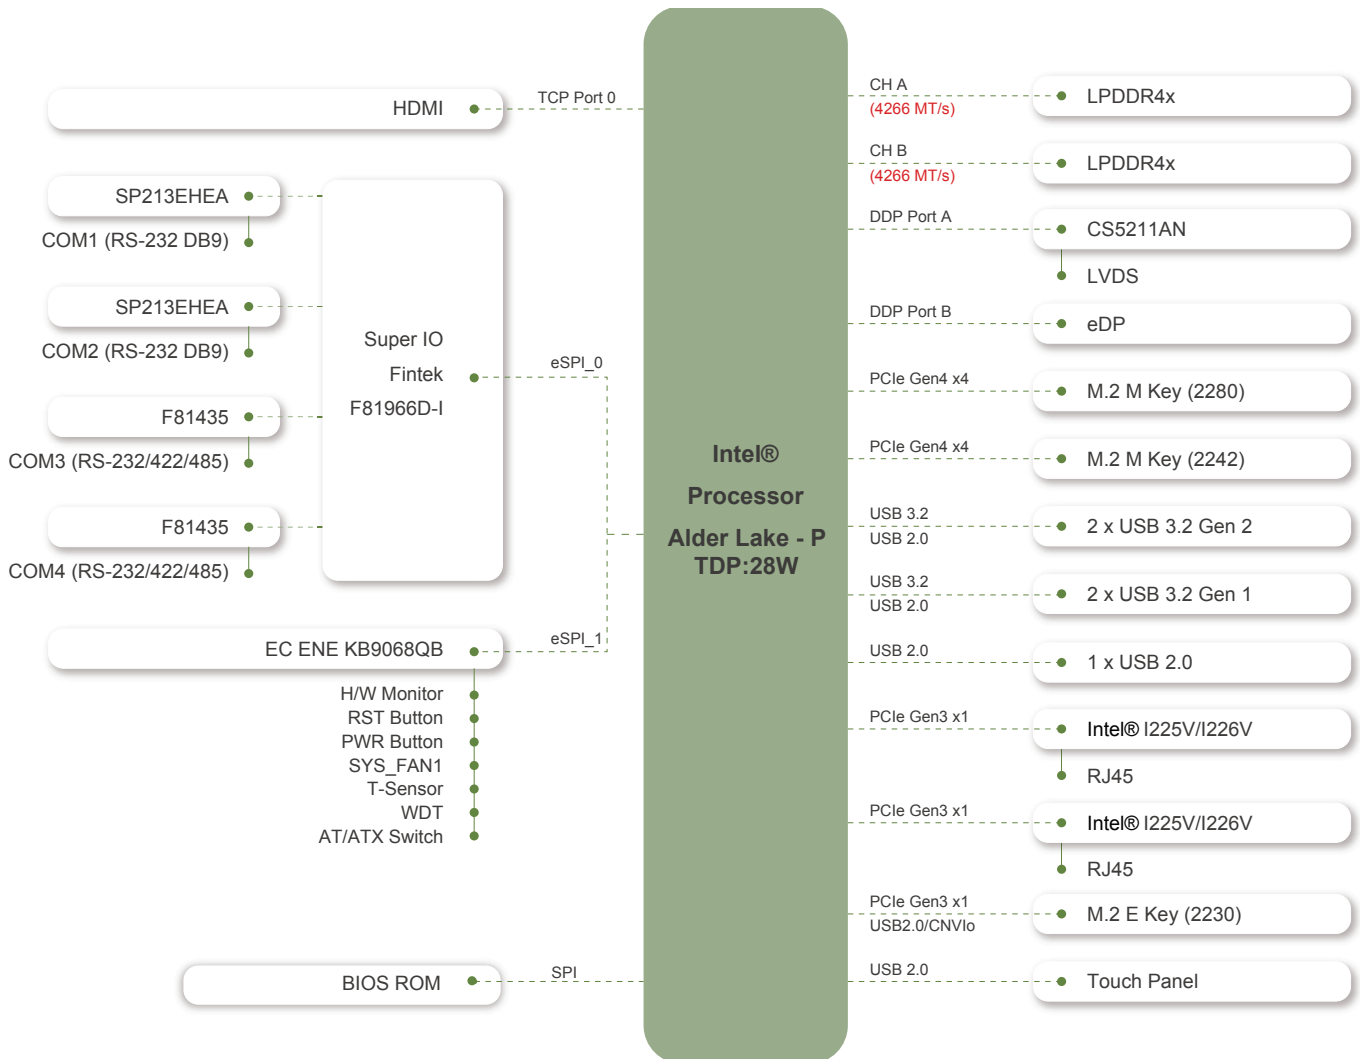 HDMI
TCP Port 0
SP213EHEA
COM1 (RS-232 DB9)
SP213EHEA
COM2 (RS-232 DB9)
F81435
COM3 (RS-232/422/485)
F81435
COM4 (RS-232/422/485)
Super IO
Fintek
F81966D-I
eSPI_0
EC ENE KB9068QB
eSPI_1
H/W Monitor
RST Button
PWR Button
SYS_FAN1
T-Sensor
WDT
AT/ATX Switch
BIOS ROM
SPI
Intel®
Processor
Alder Lake - P
TDP:28W
CH A
(4266 MT/s)
LPDDR4x
CH B
(4266 MT/s)
LPDDR4x
DDP Port A
CS5211AN
LVDS
DDP Port B
eDP
PCIe Gen4 x4
M.2 M Key (2280)
PCIe Gen4 x4
M.2 M Key (2242)
USB 3.2
USB 2.0
2 x USB 3.2 Gen 2
USB 3.2
USB 2.0
2 x USB 3.2 Gen 1
USB 2.0
1 x USB 2.0
PCIe Gen3 x1
Intel® I225V/I226V
RJ45
PCIe Gen3 x1
Intel® I225V/I226V
RJ45
PCIe Gen3 x1
USB2.0/CNVIo
M.2 E Key (2230)
USB 2.0
Touch Panel